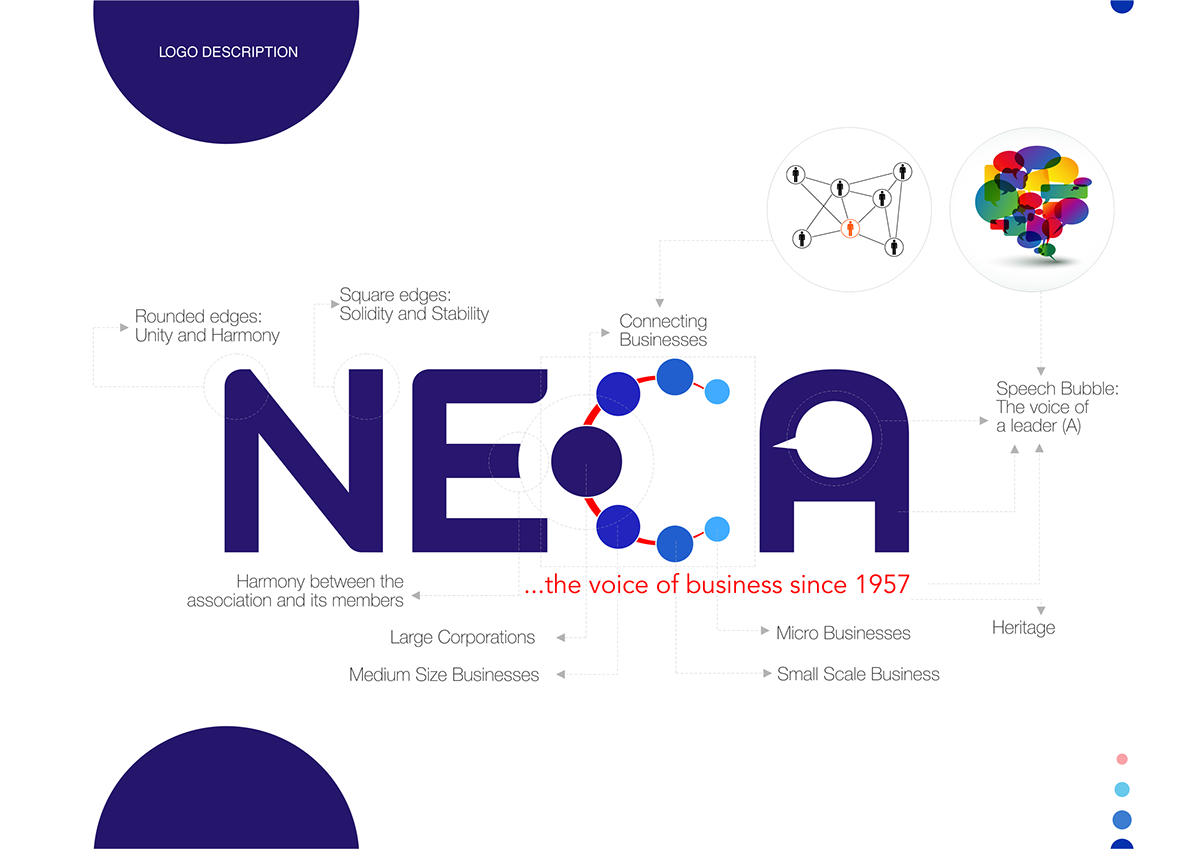 LOGO DESCRIPTION
Rounded edges:
Unity and Harmony
Square edges:
Solidity and Stability
Connecting
Businesses
Speech Bubble:
The voice of
a leader (A)
NECA
...the voice of business since 1957
Harmony between the
association and its members
Large Corporations
Medium Size Businesses
Micro Businesses
Small Scale Business
Heritage